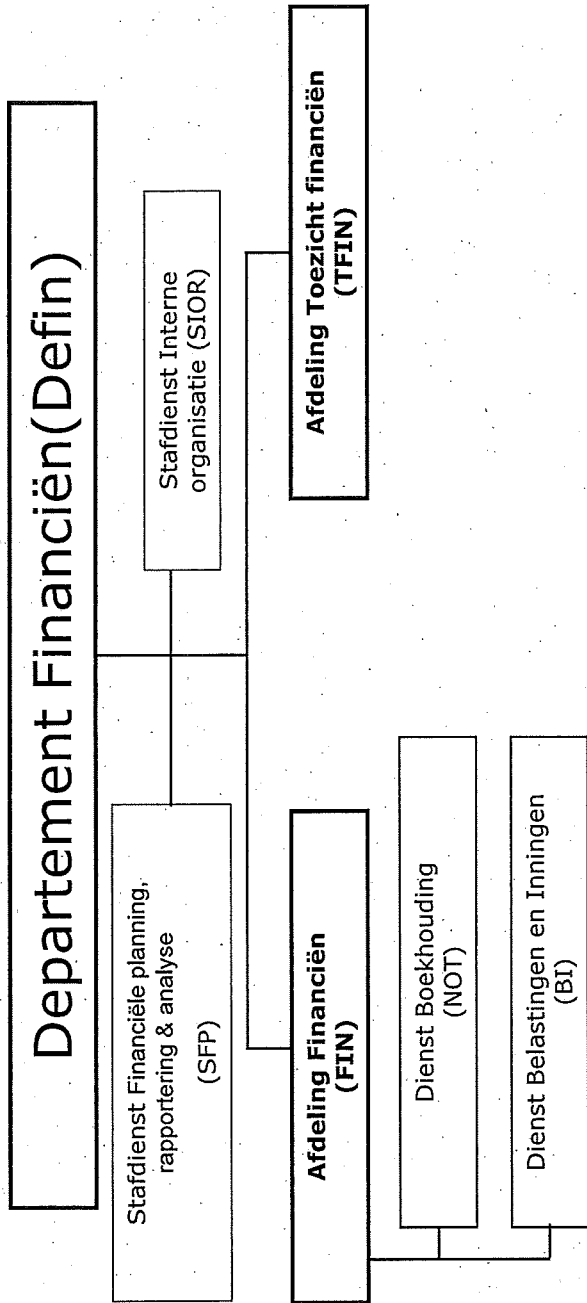 Departement Financiën(Defin)
Stafdienst Financiële planning,
rapportering & analyse
(SFP)
Stafdienst Interne
organisatie (SIOR)
Afdeling Financiën
(FIN)
Afdeling Toezicht financiën
(TFIN)
Dienst Boekhouding
(NOT)
Dienst Belastingen en Inningen
(BI)